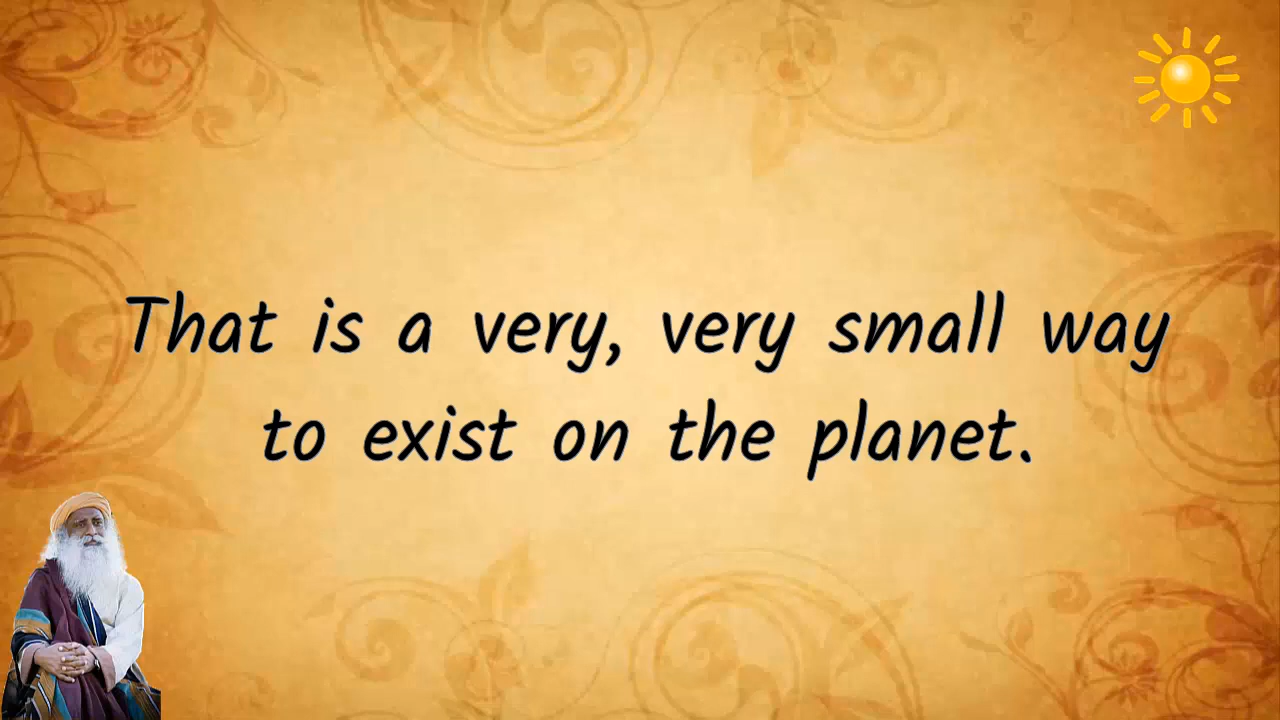 That is a very, very small way
to exist on the planet.